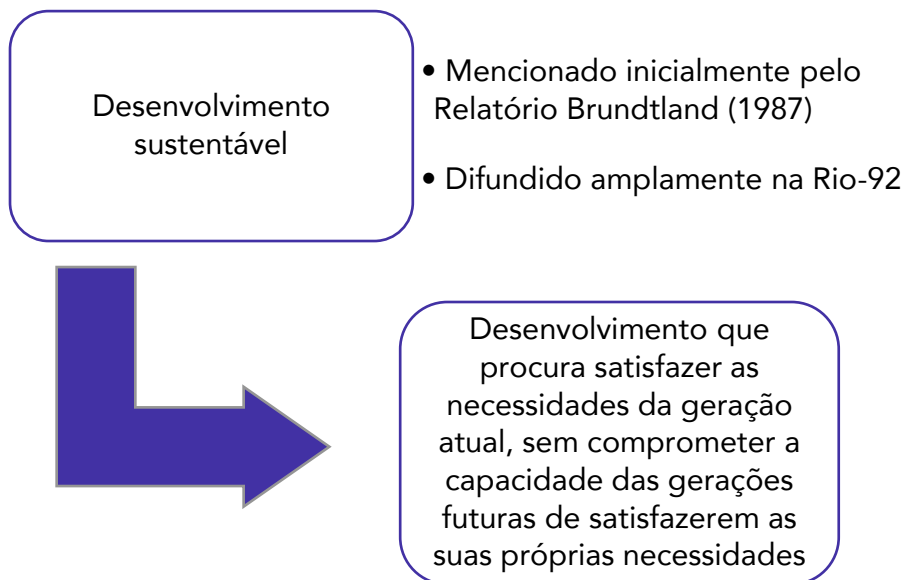 Desenvolvimento
sustentável
• Mencionado inicialmente pelo
Relatório Brundtland (1987)
• Difundido amplamente na Rio-92
Desenvolvimento que
procura satisfazer as
necessidades da geração
atual, sem comprometer a
capacidade das gerações
futuras de satisfazerem as
suas próprias necessidades